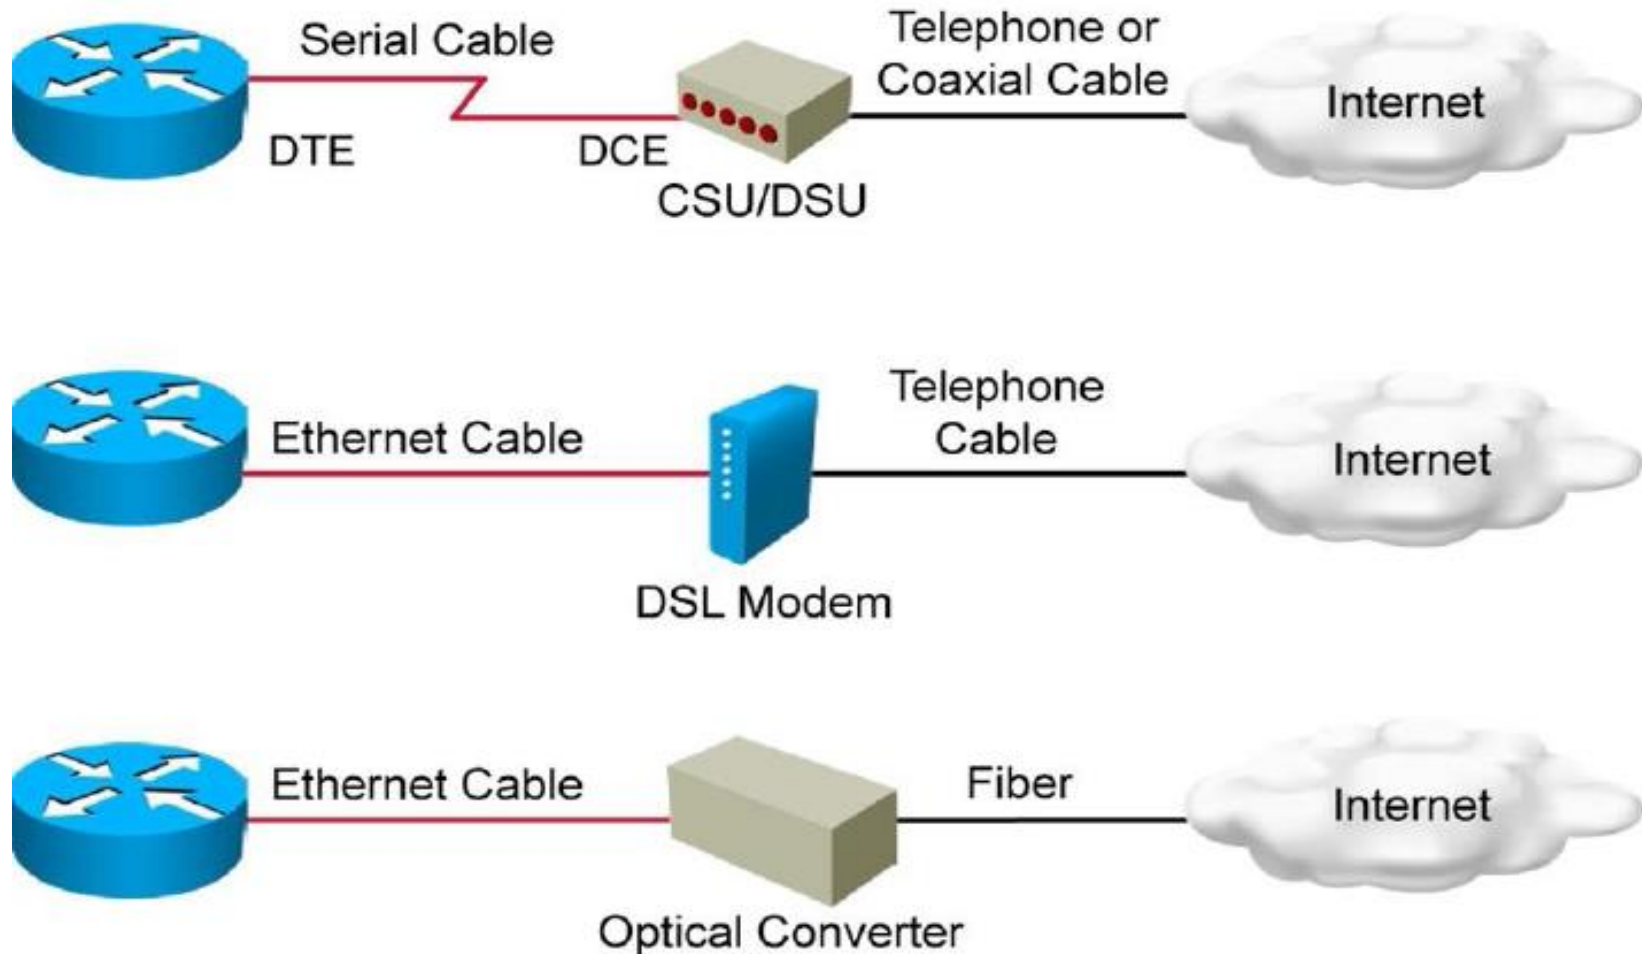 Serial Cable
Telephone or
Coaxial Cable
Internet
DTE
DCE
CSU/DSU
Ethernet Cable
Telephone
Cable
Internet
DSL Modem
Ethernet Cable
Fiber
Internet
Optical Converter